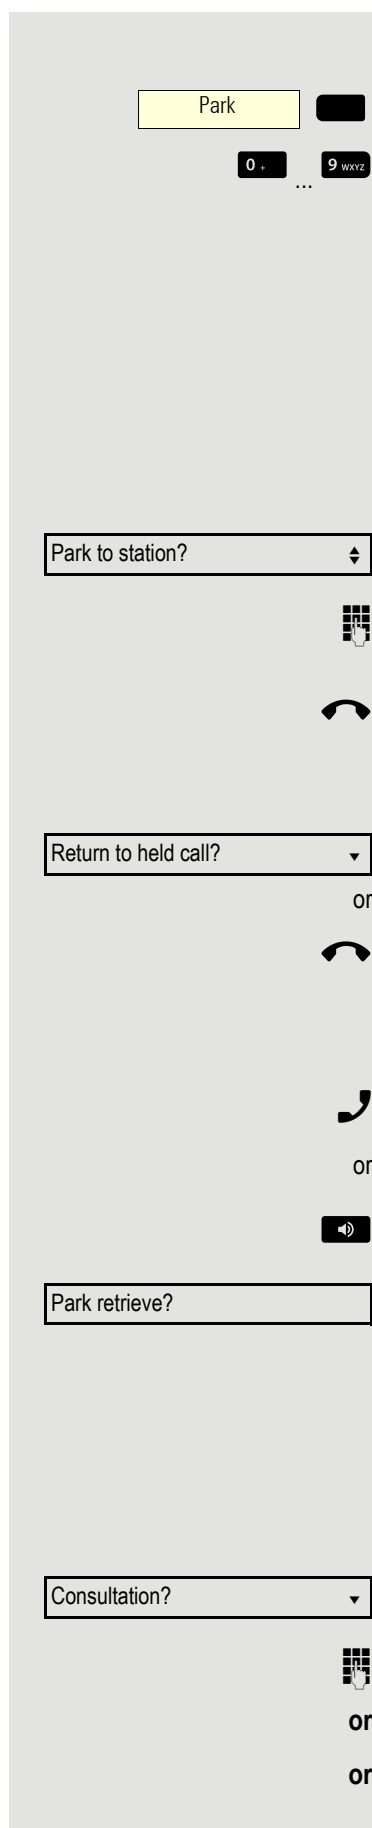 Park
0 + ... 9 WXYZ
Park to station?
Return to held call?
or
or
Park retrieve?
Consultation?
or
or